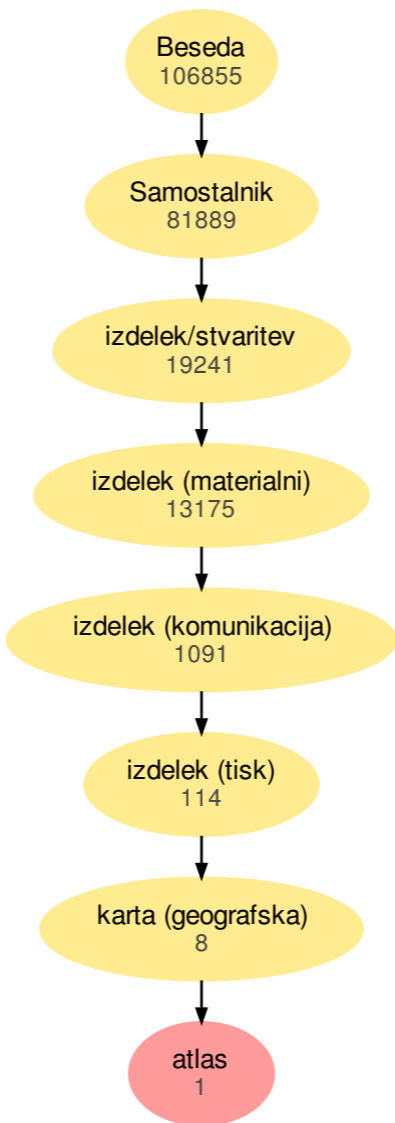 Beseda
106855
Samostalnik
81889
izdelek/stvaritev
19241
izdelek (materialni)
13175
izdelek (komunikacija)
1091
izdelek (tisk)
114
karta (geografska)
8
atlas
1